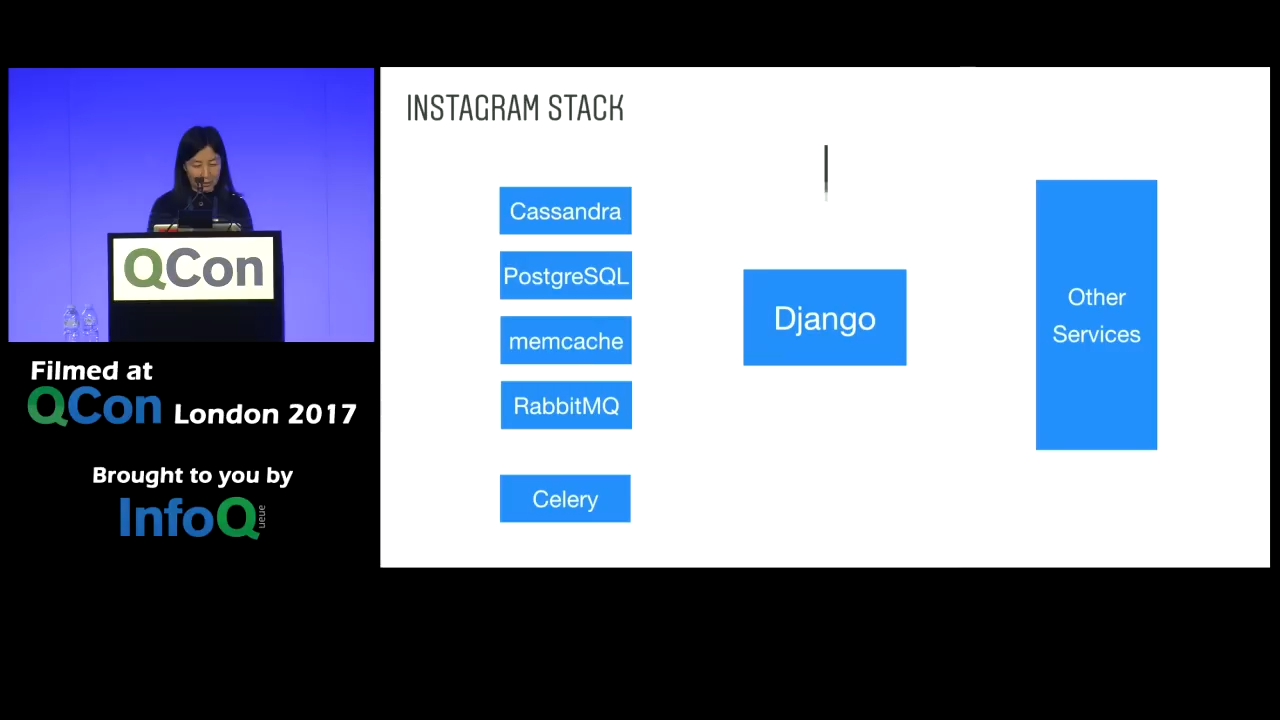 INSTAGRAM STACK
Cassandra
PostgreSQL
memcache
RabbitMQ
Celery
Django
Other
Services
QCon
Filmed at
QCon London 2017
Brought to you by
InfoQ
ueue